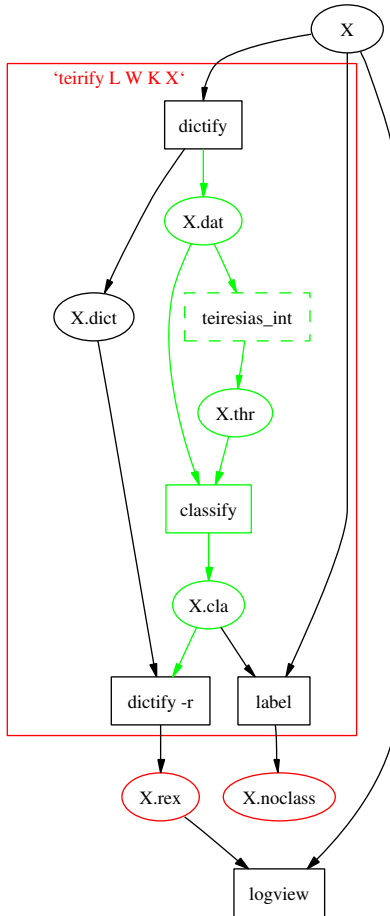 X
‘teirify L W K X‘
dictify
X.dat
X.dict
teiresias_int
X.thr
classify
X.cla
dictify -r
label
X.rex
X.noclass
logview